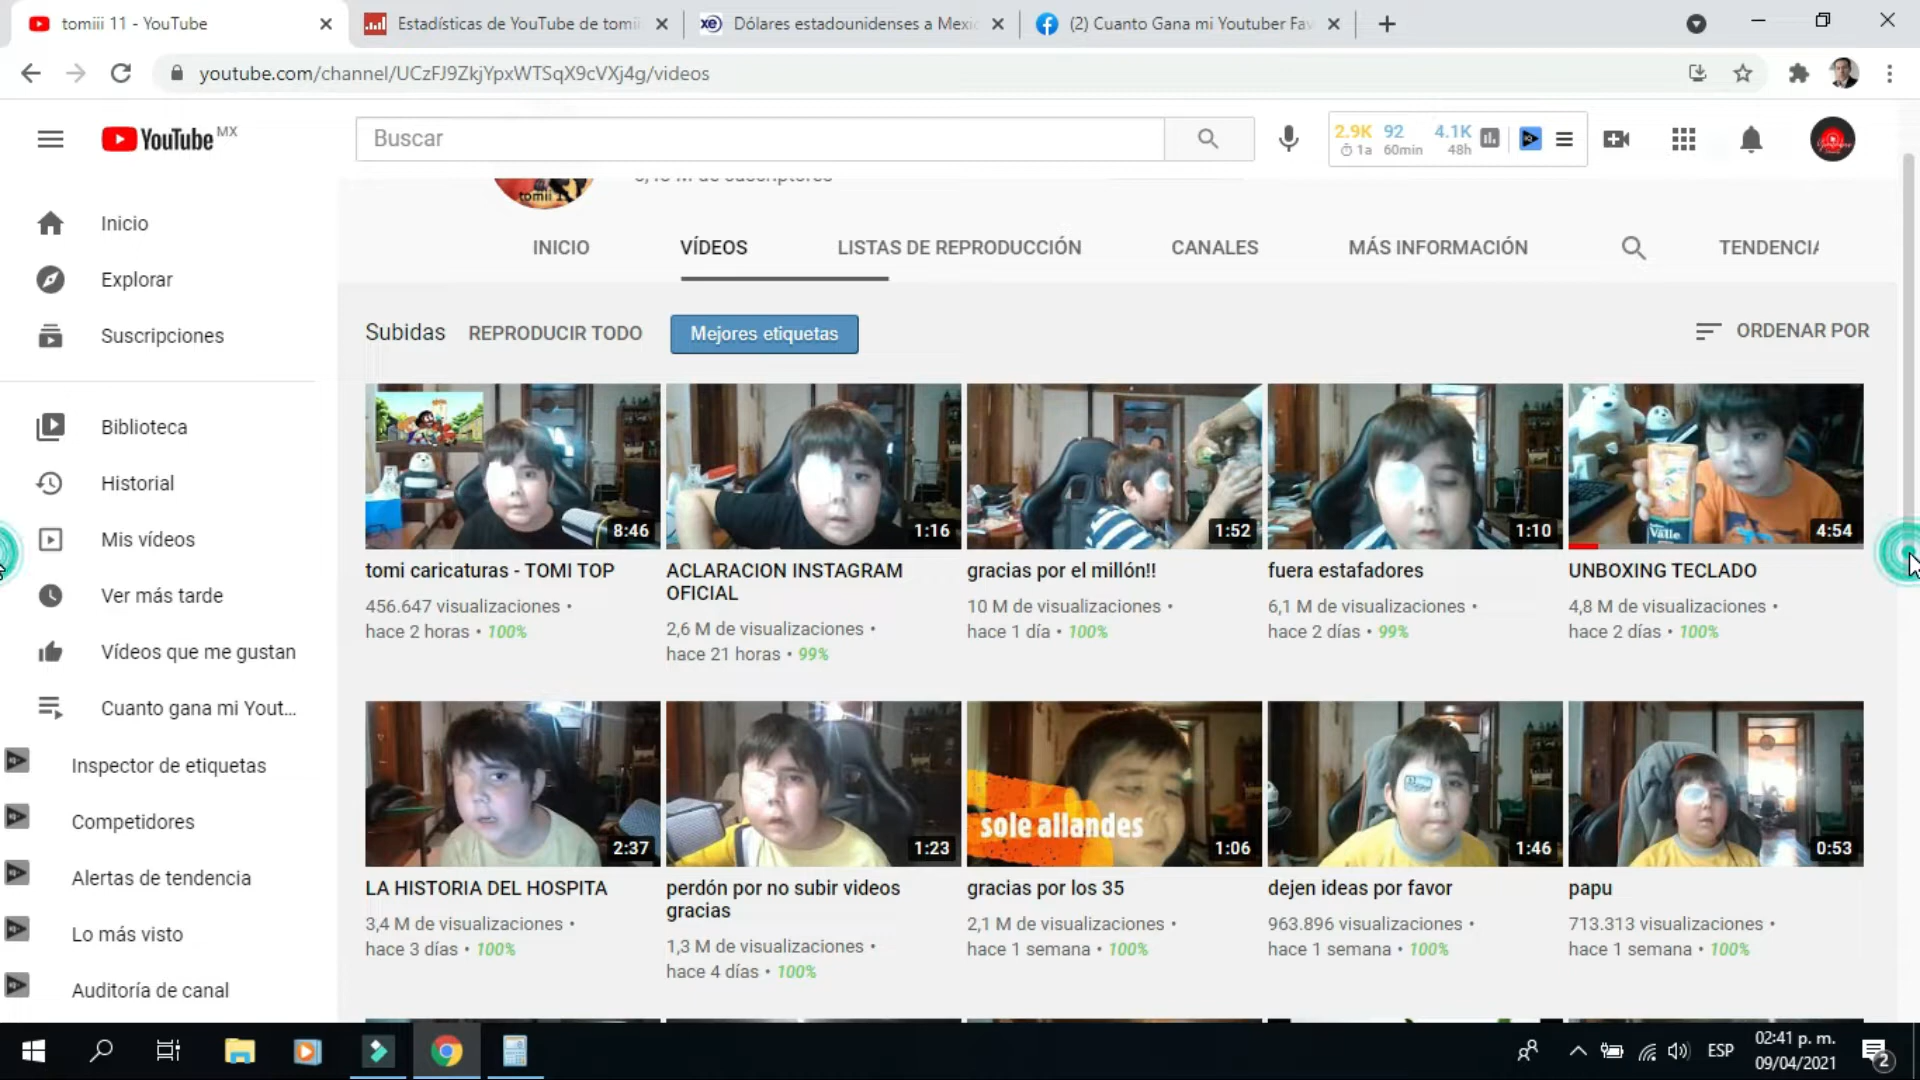 tomiii 11 - YouTube
Estadísticas de YouTube de tomii
Dólares estadounidenses a Mexic
(2) Cuanto Gana mi Youtuber Fav
youtube.com/channel/UCzFJ9ZkjYpxWTSqX9cVXj4g/videos
YouTube MX
Buscar
2.9K 92 4.1K
1a 60min 48h
tomii 11
Inicio
Explorar
Suscripciones
Biblioteca
Historial
Mis vídeos
Ver más tarde
Vídeos que me gustan
Cuanto gana mi Yout...
Inspector de etiquetas
Competidores
Alertas de tendencia
Lo más visto
Auditoría de canal
INICIO VÍDEOS LISTAS DE REPRODUCCIÓN CANALES MÁS INFORMACIÓN TENDENCIA
Subidas REPRODUCIR TODO Mejores etiquetas ORDENAR POR
8:46
tomi caricaturas - TOMI TOP
456.647 visualizaciones •
hace 2 horas • 100%
1:16
ACLARACION INSTAGRAM
OFICIAL
2,6 M de visualizaciones •
hace 21 horas • 99%
1:52
gracias por el millón!!
10 M de visualizaciones •
hace 1 día • 100%
1:10
fuera estafadores
6,1 M de visualizaciones •
hace 2 días • 99%
Valle
4:54
UNBOXING TECLADO
4,8 M de visualizaciones •
hace 2 días • 100%
2:37
LA HISTORIA DEL HOSPITA
3,4 M de visualizaciones •
hace 3 días • 100%
1:23
perdón por no subir videos
gracias
1,3 M de visualizaciones •
hace 4 días • 100%
sole allandes
1:06
gracias por los 35
2,1 M de visualizaciones •
hace 1 semana • 100%
1:46
dejen ideas por favor
963.896 visualizaciones •
hace 1 semana • 100%
0:53
papu
713.313 visualizaciones •
hace 1 semana • 100%
ESP
02:41 p. m.
09/04/2021
2